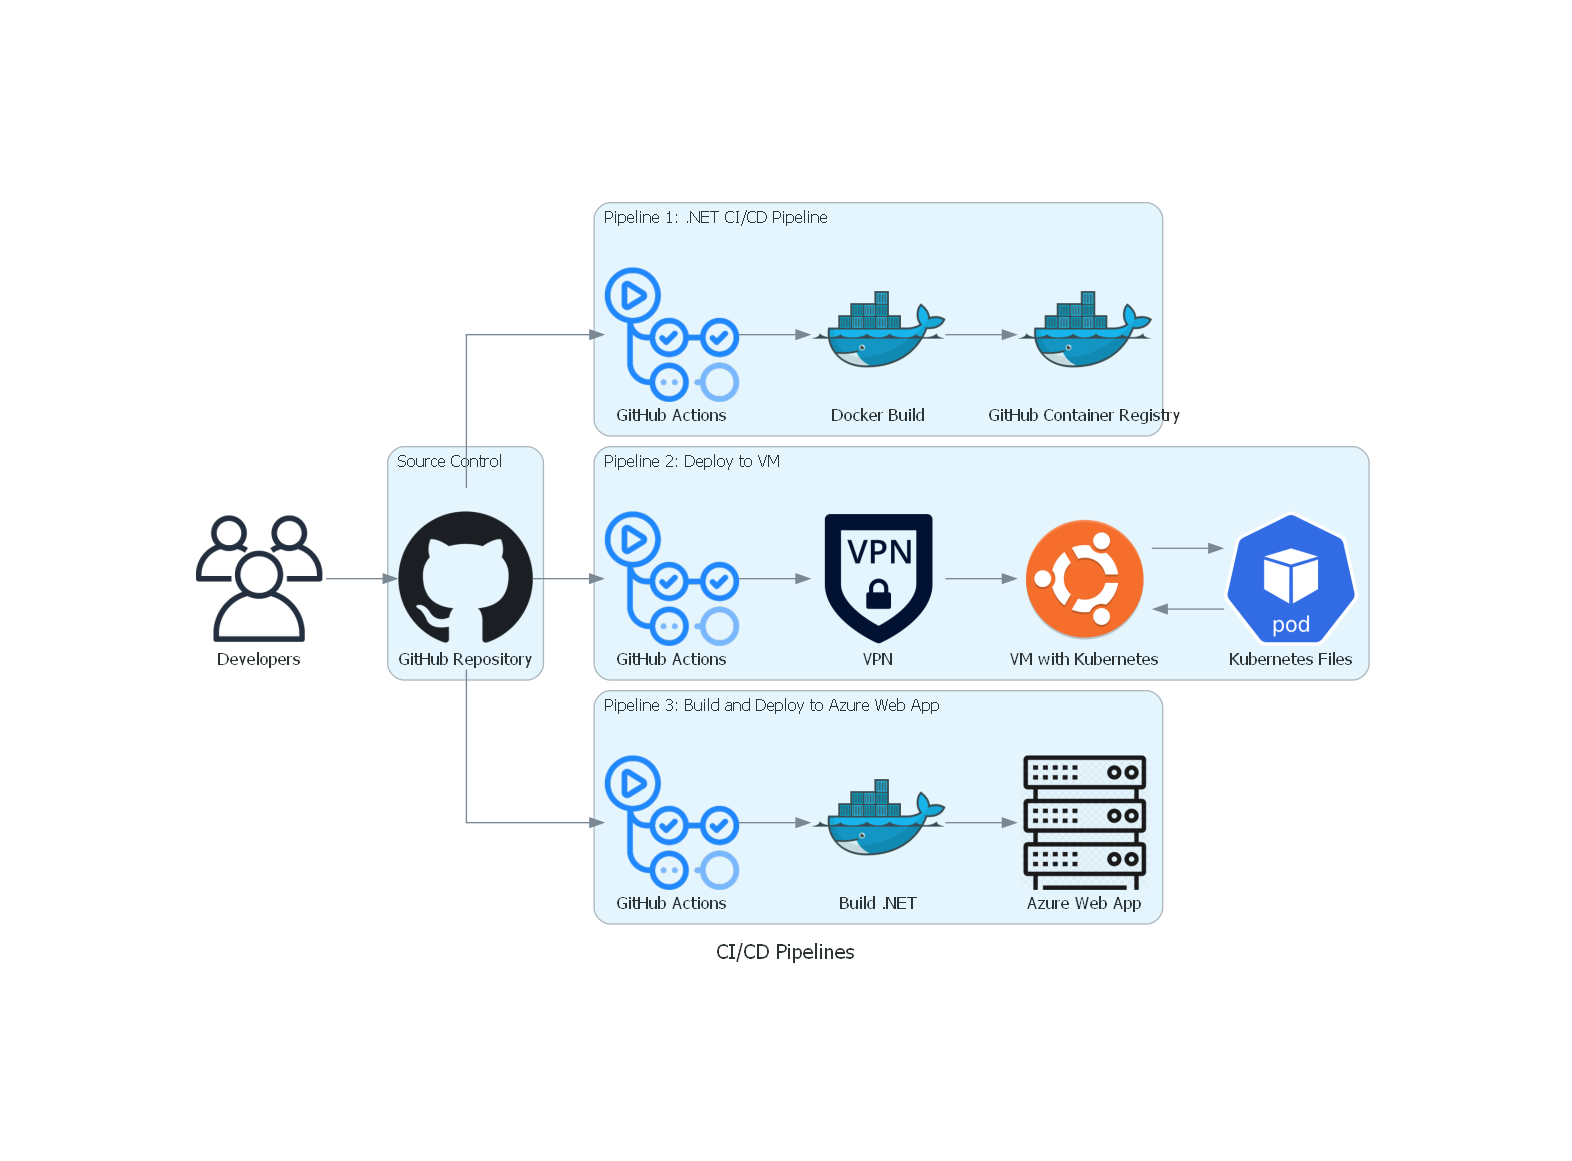 Pipeline 1: .NET CI/CD Pipeline
GitHub Actions
Docker Build
GitHub Container Registry
Source Control
Developers
GitHub Repository
Pipeline 2: Deploy to VM
GitHub Actions
VPN
VPN
VM with Kubernetes
pod
Kubernetes Files
Pipeline 3: Build and Deploy to Azure Web App
GitHub Actions
Build .NET
Azure Web App
CI/CD Pipelines